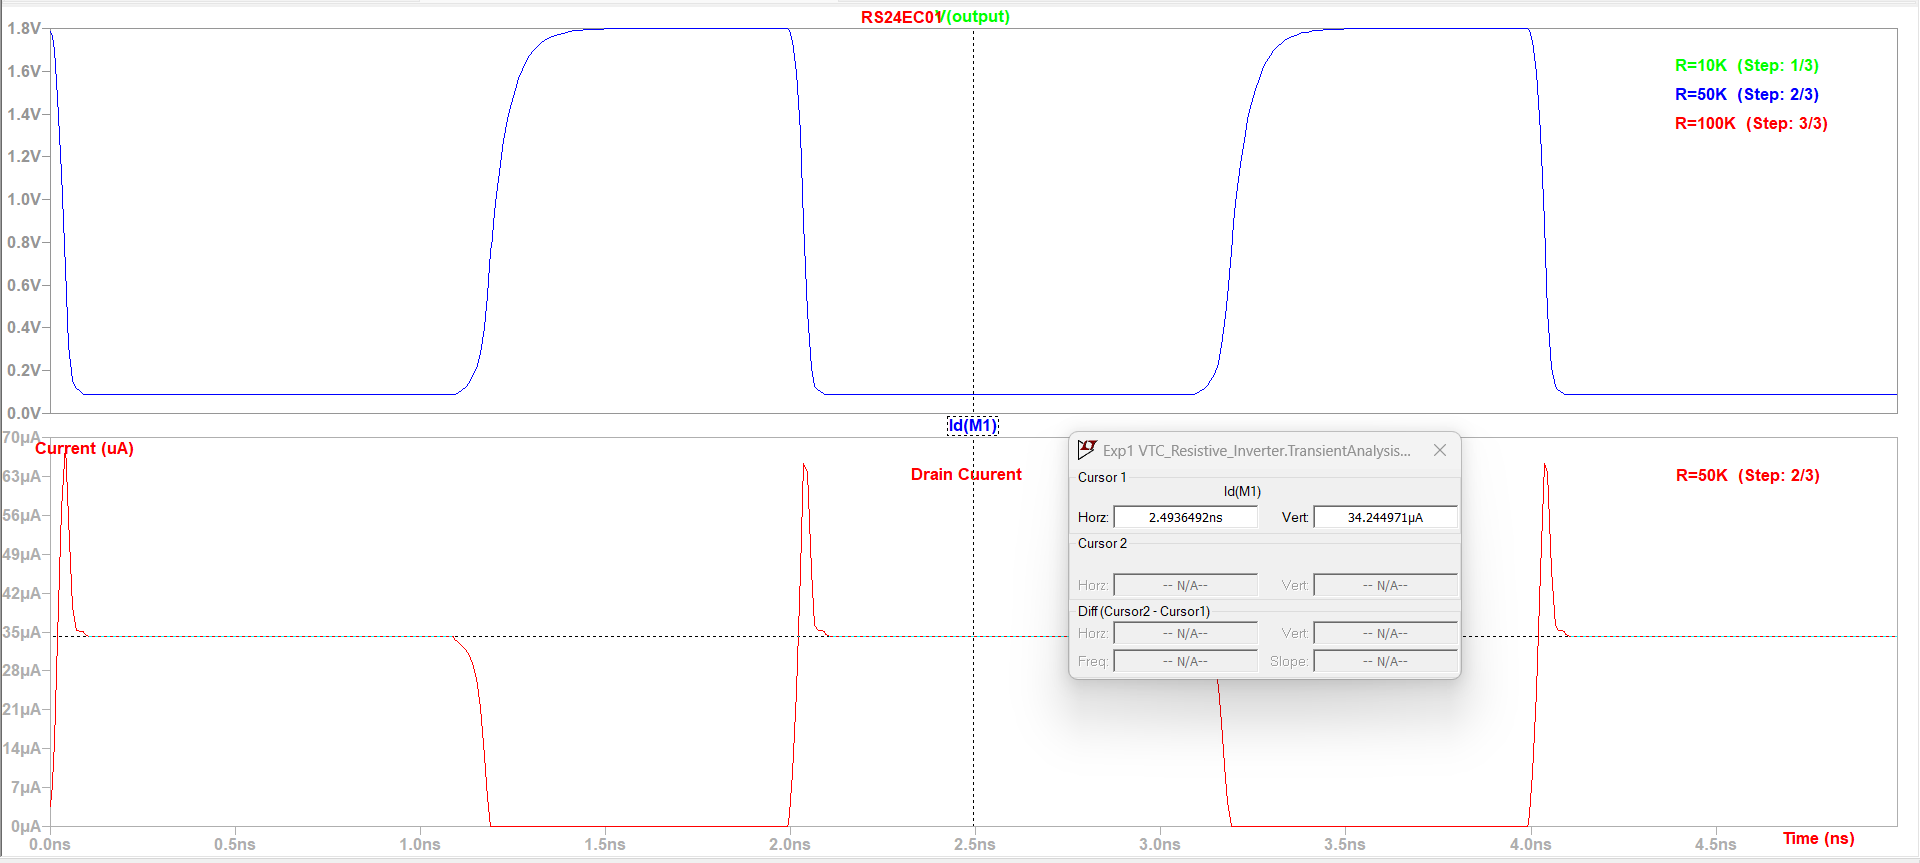 RS24EC01V(output)
1.8V
1.6V
1.4V
1.2V
1.0V
0.8V
0.6V
0.4V
0.2V
0.0V
R=10K (Step: 1/3)
R=50K (Step: 2/3)
R=100K (Step: 3/3)
Id(M1)
70µA
63µA
56µA
49µA
42µA
35µA
28µA
21µA
14µA
7µA
0µA
Current (uA)
Drain Cuurent
R=50K (Step: 2/3)
Exp1 VTC_Resistive_Inverter.TransientAnalysis...
Cursor 1
Id(M1)
Horz: 2.4936492ns Vert: 34.244971µA
Cursor 2
Horz: -- N/A-- Vert: -- N/A--
Diff (Cursor2 - Cursor1)
Horz: -- N/A-- Vert: -- N/A--
Freq: -- N/A-- Slope: -- N/A--
0.0ns 0.5ns 1.0ns 1.5ns 2.0ns 2.5ns 3.0ns 3.5ns 4.0ns 4.5ns
Time (ns)